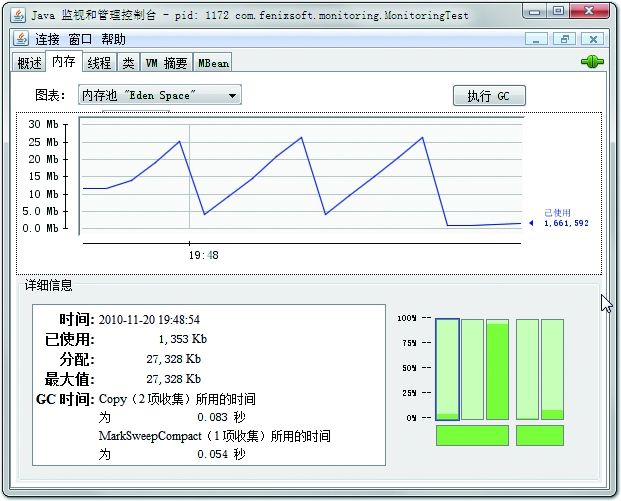 Java 监视和管理控制台 - pid: 1172 com.fenixsoft.monitoring.MonitoringTest
连接 窗口 帮助
概述 内存 线程 类 VM 摘要 MBean
图表: 内存池 "Eden Space" 执行 GC
30 Mb
25 Mb
20 Mb
15 Mb
10 Mb
5.0 Mb
0.0 Mb
已使用
1,661,592
19:48
详细信息
时间: 2010-11-20 19:48:54
已使用: 1,353 Kb
分配: 27,328 Kb
最大值: 27,328 Kb
GC 时间: Copy（2 项收集）所用的时间
为 0.083 秒
MarkSweepCompact（1 项收集）所用的时间
为 0.054 秒
100% --
75% --
50% --
25% --
0% --